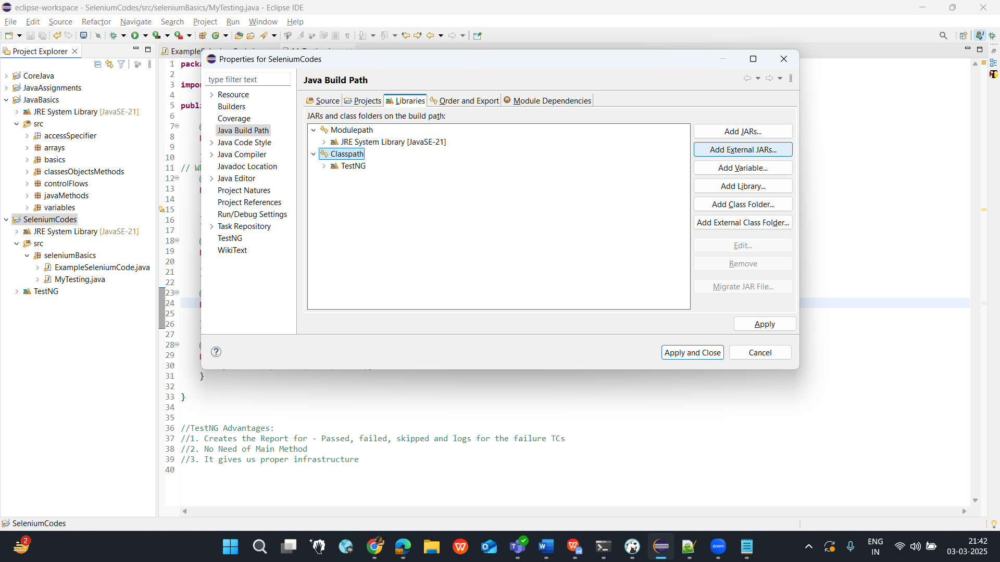 eclipse-workspace - SeleniumCodes/src/seleniumBasics/MyTesting.java - Eclipse IDE
File Edit Source Refactor Navigate Search Project Run Window Help
Project Explorer
CoreJava
JavaAssignments
JavaBasics
JRE System Library [JavaSE-21]
src
accessSpecifier
arrays
basics
classesObjectsMethods
controlFlows
javaMethods
variables
SeleniumCodes
JRE System Library [JavaSE-21]
src
seleniumBasics
ExampleSeleniumCode.java
MyTesting.java
TestNG
Properties for SeleniumCodes
type filter text
Resource
Builders
Coverage
Java Build Path
Java Code Style
Java Compiler
Javadoc Location
Java Editor
Project Natures
Project References
Run/Debug Settings
Task Repository
TestNG
WikiText
Java Build Path
Source Projects Libraries Order and Export Module Dependencies
JARs and class folders on the build path:
Modulepath
JRE System Library [JavaSE-21]
Classpath
TestNG
Add JARs...
Add External JARs...
Add Variable...
Add Library...
Add Class Folder...
Add External Class Folder...
Edit...
Remove
Migrate JAR File...
Apply
Apply and Close Cancel
1
2
3
4
5
6
7
8
9
10
11 //
12
13
14
15
16
17
18
19
20
21
22
23
24
25
26
27
28
29
30
31 }
32
33 }
34
35
36 //TestNG Advantages:
37 //1. Creates the Report for - Passed, failed, skipped and logs for the failure TCs
38 //2. No Need of Main Method
39 //3. It gives us proper infrastructure
40
SeleniumCodes
2
zoom
ENG
IN
21:42
03-03-2025